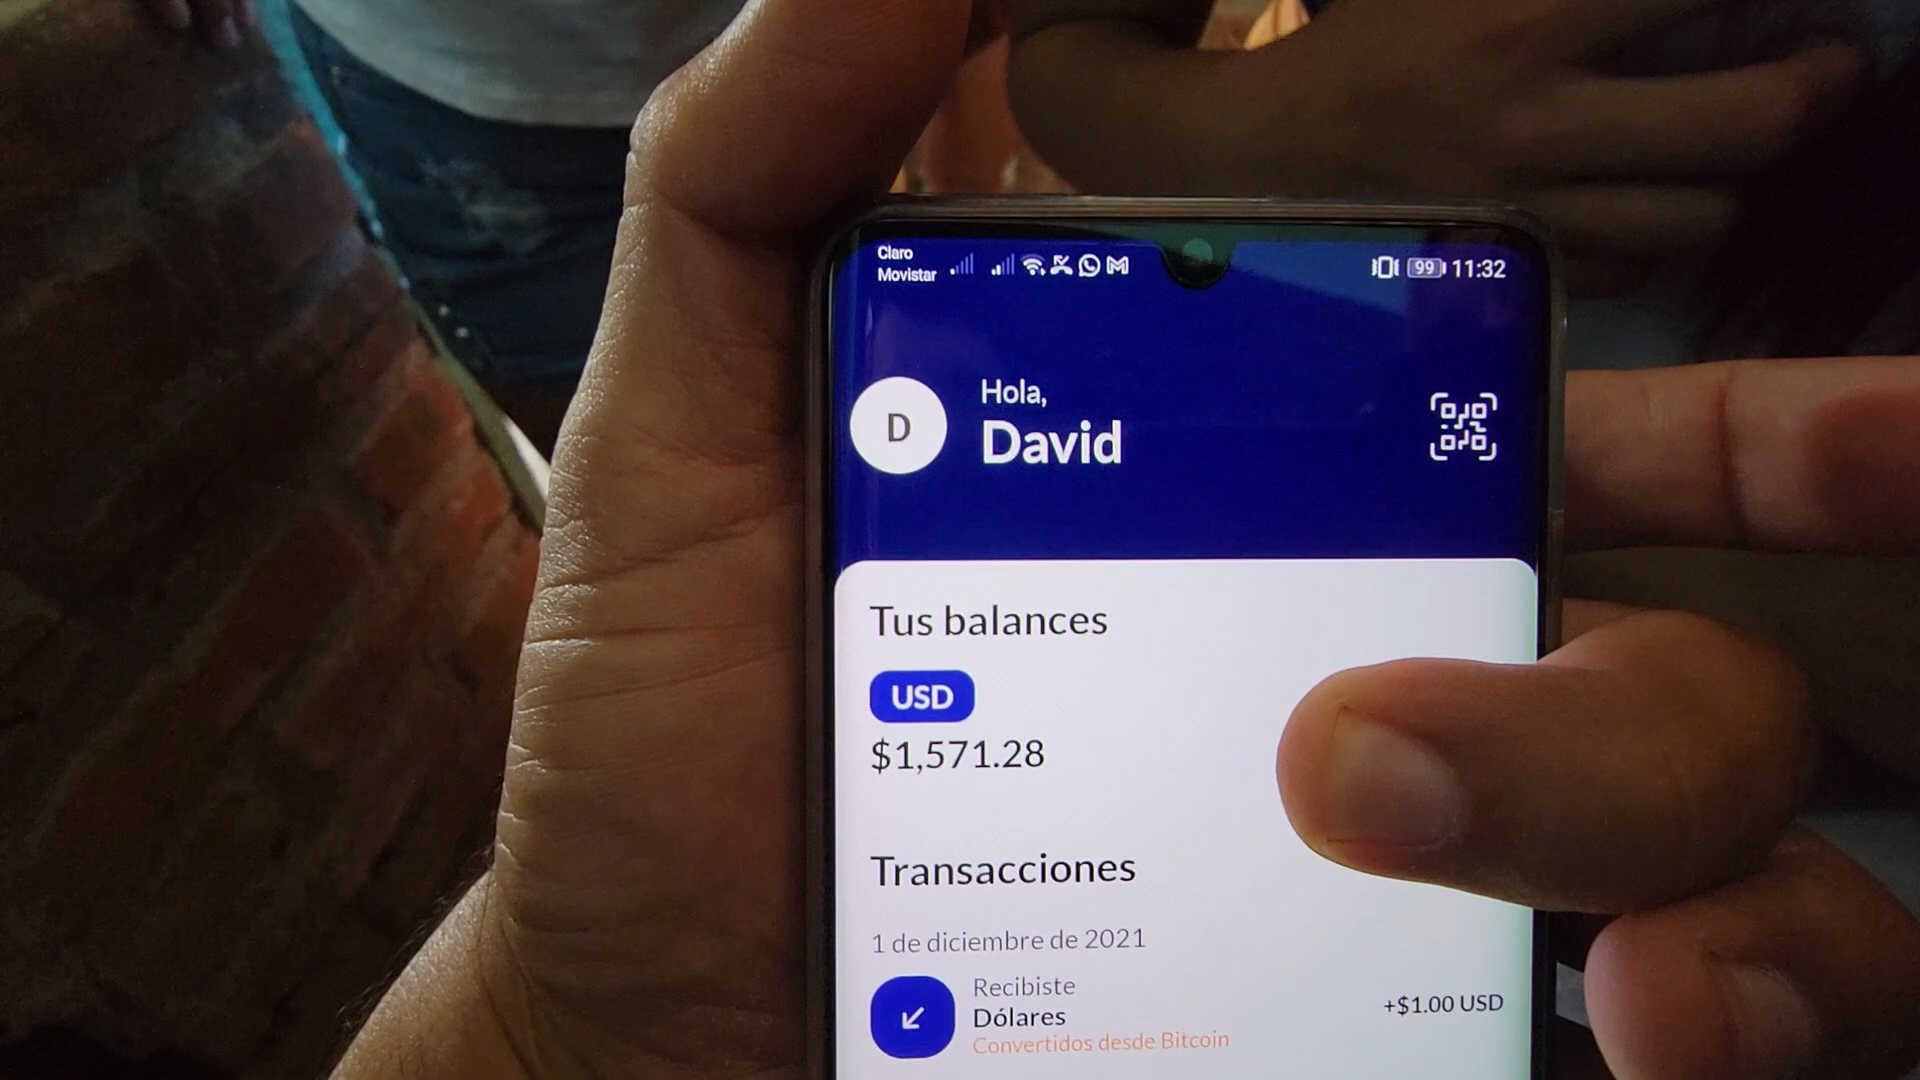 Claro
Movistar
99 11:32
D
Hola,
David
Tus balances
USD
$1,571.28
Transacciones
1 de diciembre de 2021
Recibiste
Dólares
+$1.00 USD
Convertidos desde Bitcoin